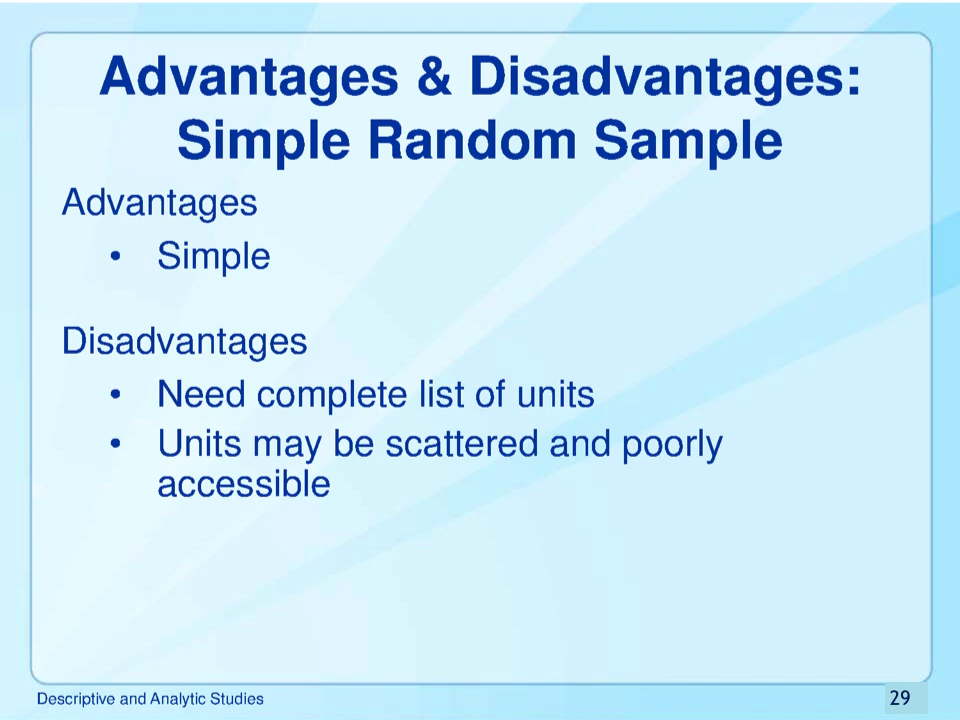 Advantages & Disadvantages:
Simple Random Sample
Advantages
• Simple
Disadvantages
• Need complete list of units
• Units may be scattered and poorly
accessible
Descriptive and Analytic Studies
29